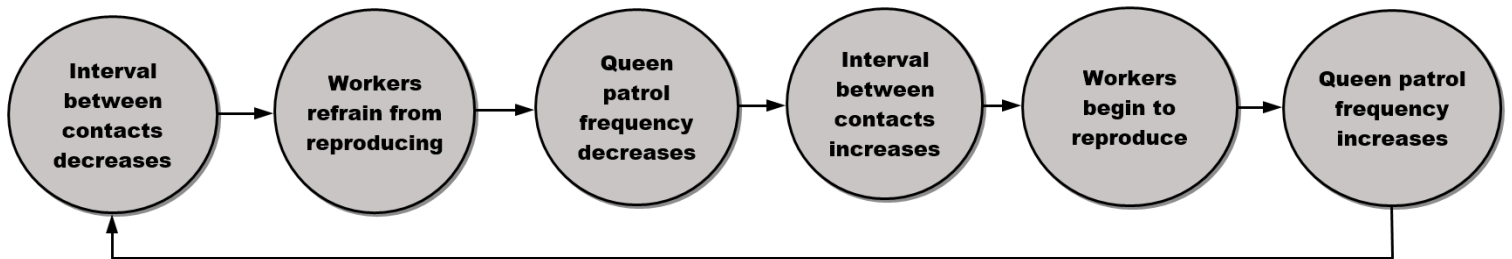 Interval
between
contacts
decreases
Workers
refrain from
reproducing
Queen
patrol
frequency
decreases
Interval
between
contacts
increases
Workers
begin to
reproduce
Queen patrol
frequency
increases